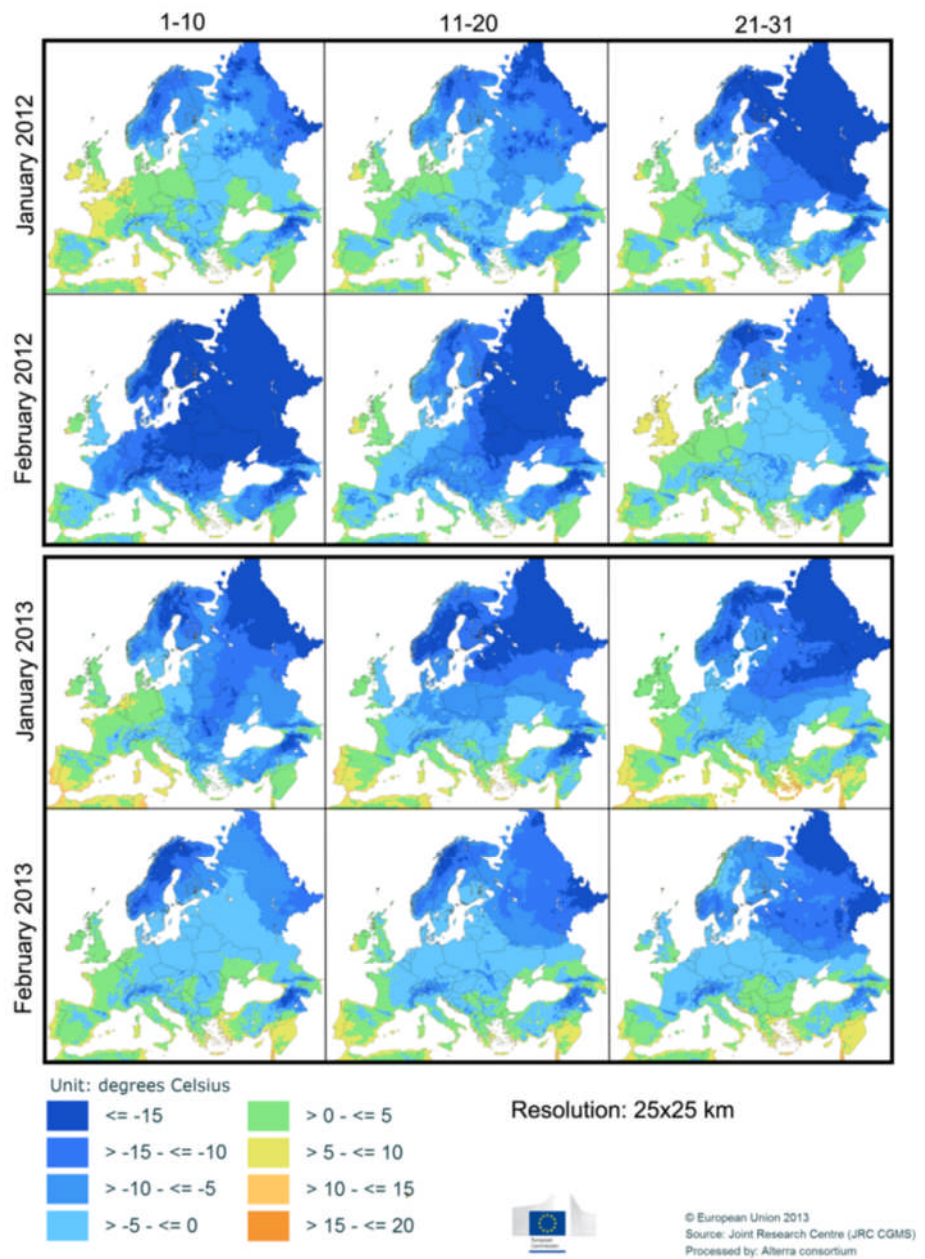 1-10 11-20 21-31
January 2012
February 2012
January 2013
February 2013
Unit: degrees Celsius
<= -15 > 0 - <= 5
> -15 - <= -10 > 5 - <= 10
> -10 - <= -5 > 10 - <= 15
> -5 - <= 0 > 15 - <= 20
Resolution: 25x25 km
European
Commission
© European Union 2013
Source: Joint Research Centre (JRC CGMS)
Processed by: Alterra consortium